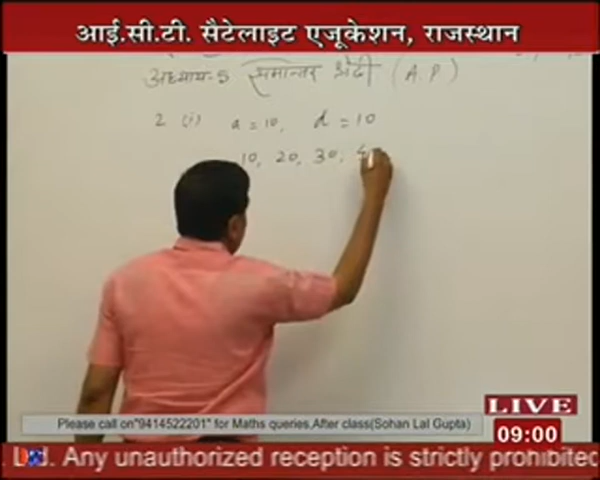 आई.सी.टी. सैटेलाइट एजूकेशन, राजस्थान
अध्याय-5 समान्तर श्रेढी (A.P)
2 (i) a = 10, d = 10
10, 20, 30, 4
LIVE
Please call on"9414522201" for Maths queries,After class(Sohan Lal Gupta)
09:00
d. Any unauthorized reception is strictly prohibited